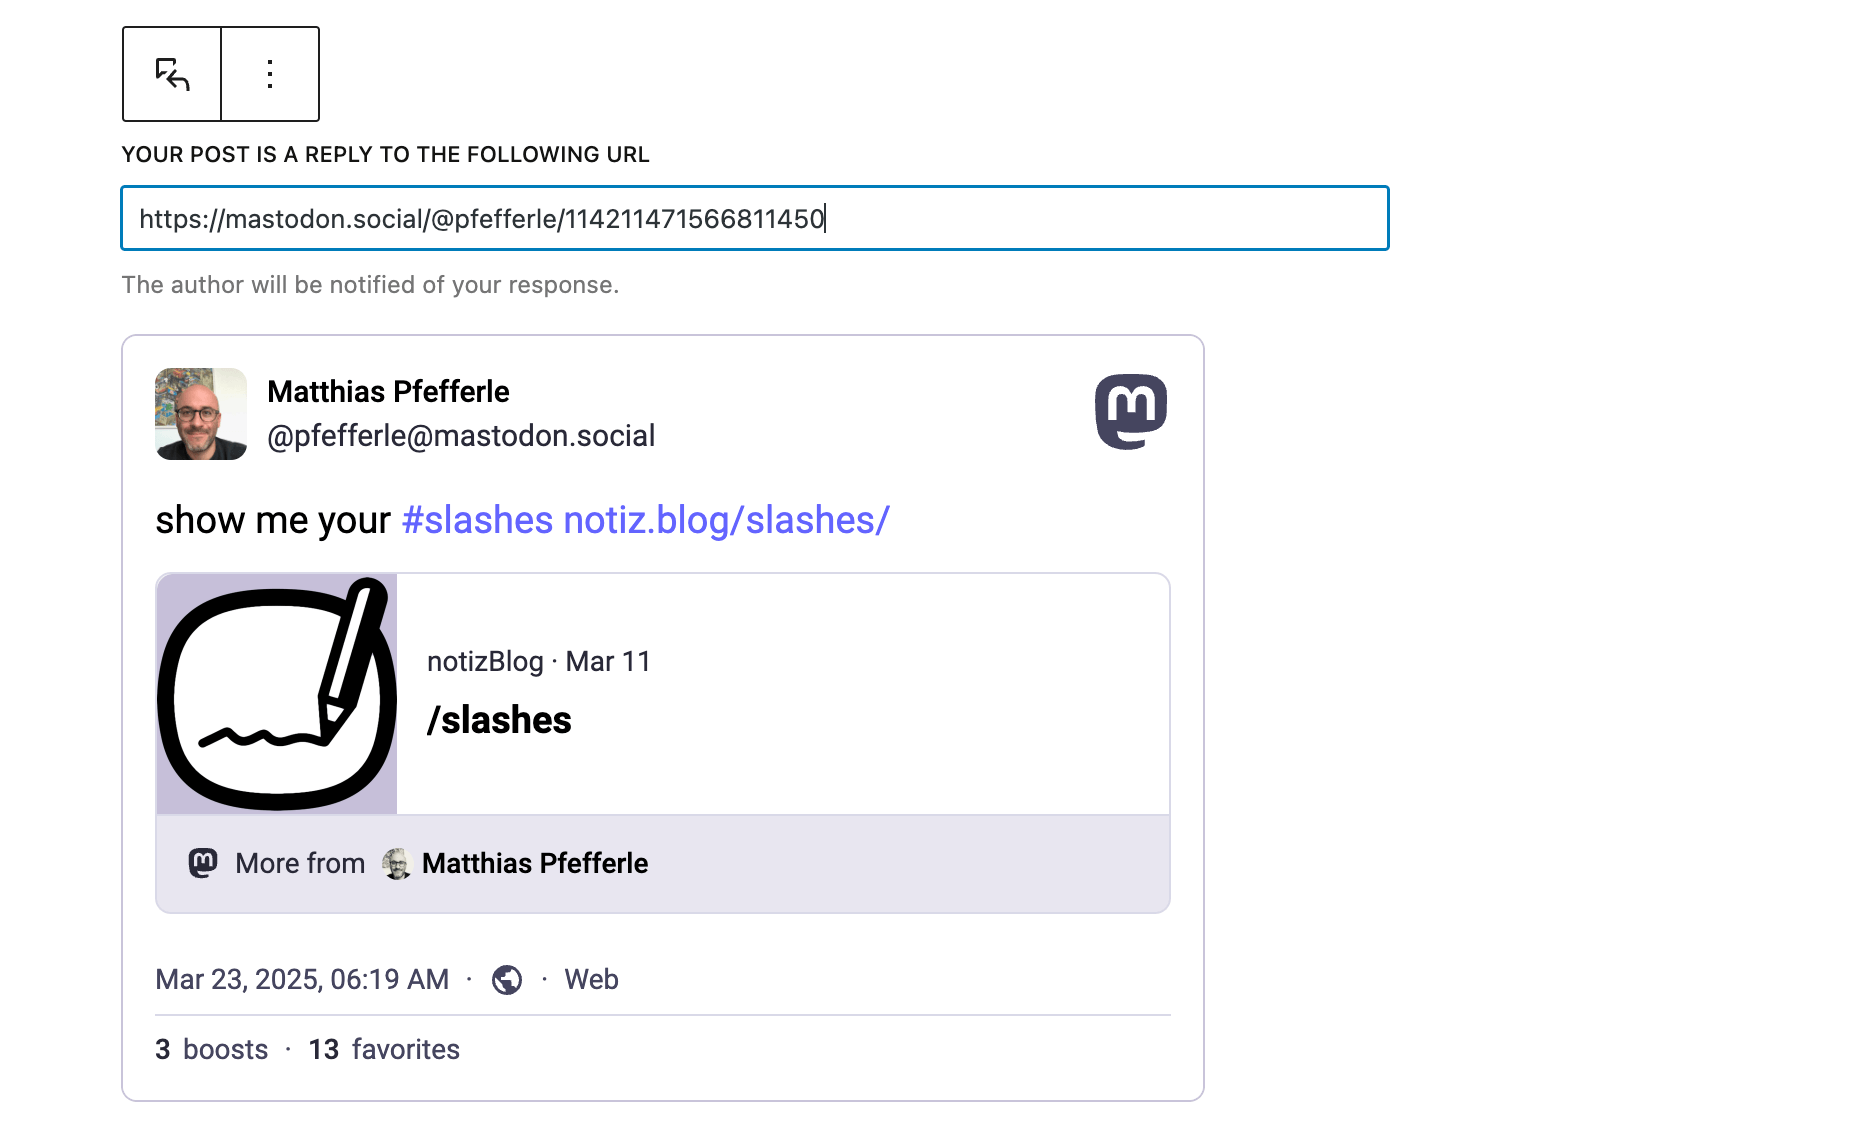 YOUR POST IS A REPLY TO THE FOLLOWING URL
https://mastodon.social/@pfefferle/114211471566811450
The author will be notified of your response.
Matthias Pfefferle
@pfefferle@mastodon.social
show me your #slashes notiz.blog/slashes/
notizBlog · Mar 11
/slashes
More from Matthias Pfefferle
Mar 23, 2025, 06:19 AM · Web
3 boosts · 13 favorites